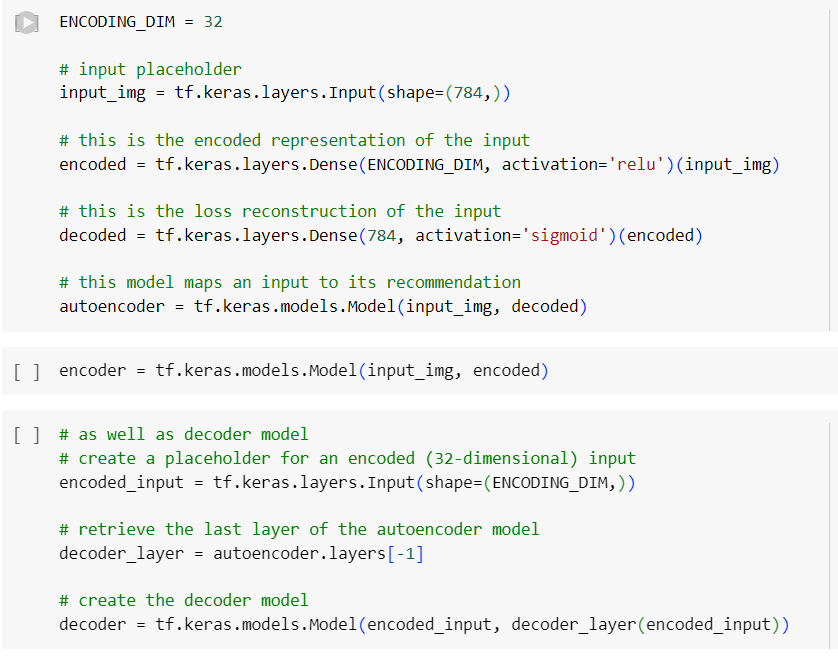 ENCODING_DIM = 32
# input placeholder
input_img = tf.keras.layers.Input(shape=(784,))
# this is the encoded representation of the input
encoded = tf.keras.layers.Dense(ENCODING_DIM, activation='relu')(input_img)
# this is the loss reconstruction of the input
decoded = tf.keras.layers.Dense(784, activation='sigmoid')(encoded)
# this model maps an input to its recommendation
autoencoder = tf.keras.models.Model(input_img, decoded)
[ ] encoder = tf.keras.models.Model(input_img, encoded)
[ ] # as well as decoder model
# create a placeholder for an encoded (32-dimensional) input
encoded_input = tf.keras.layers.Input(shape=(ENCODING_DIM,))
# retrieve the last layer of the autoencoder model
decoder_layer = autoencoder.layers[-1]
# create the decoder model
decoder = tf.keras.models.Model(encoded_input, decoder_layer(encoded_input))